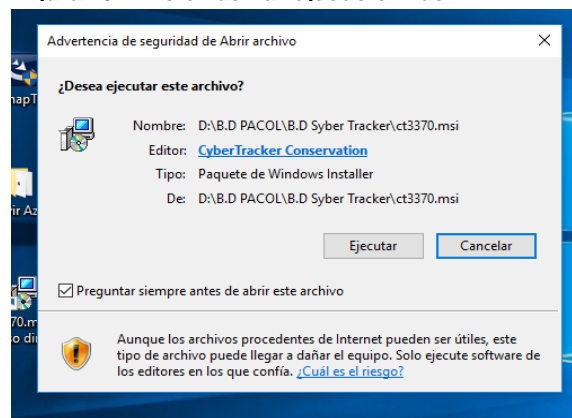 Advertencia de seguridad de Abrir archivo
¿Desea ejecutar este archivo?
Nombre: D:\B.D PACOL\B.D Syber Tracker\ct3370.msi
Editor: CyberTracker Conservation
Tipo: Paquete de Windows Installer
De: D:\B.D PACOL\B.D Syber Tracker\ct3370.msi
Ejecutar Cancelar
Preguntar siempre antes de abrir este archivo
Aunque los archivos procedentes de Internet pueden ser útiles, este
tipo de archivo puede llegar a dañar el equipo. Solo ejecute software de
los editores en los que confía. ¿Cuál es el riesgo?